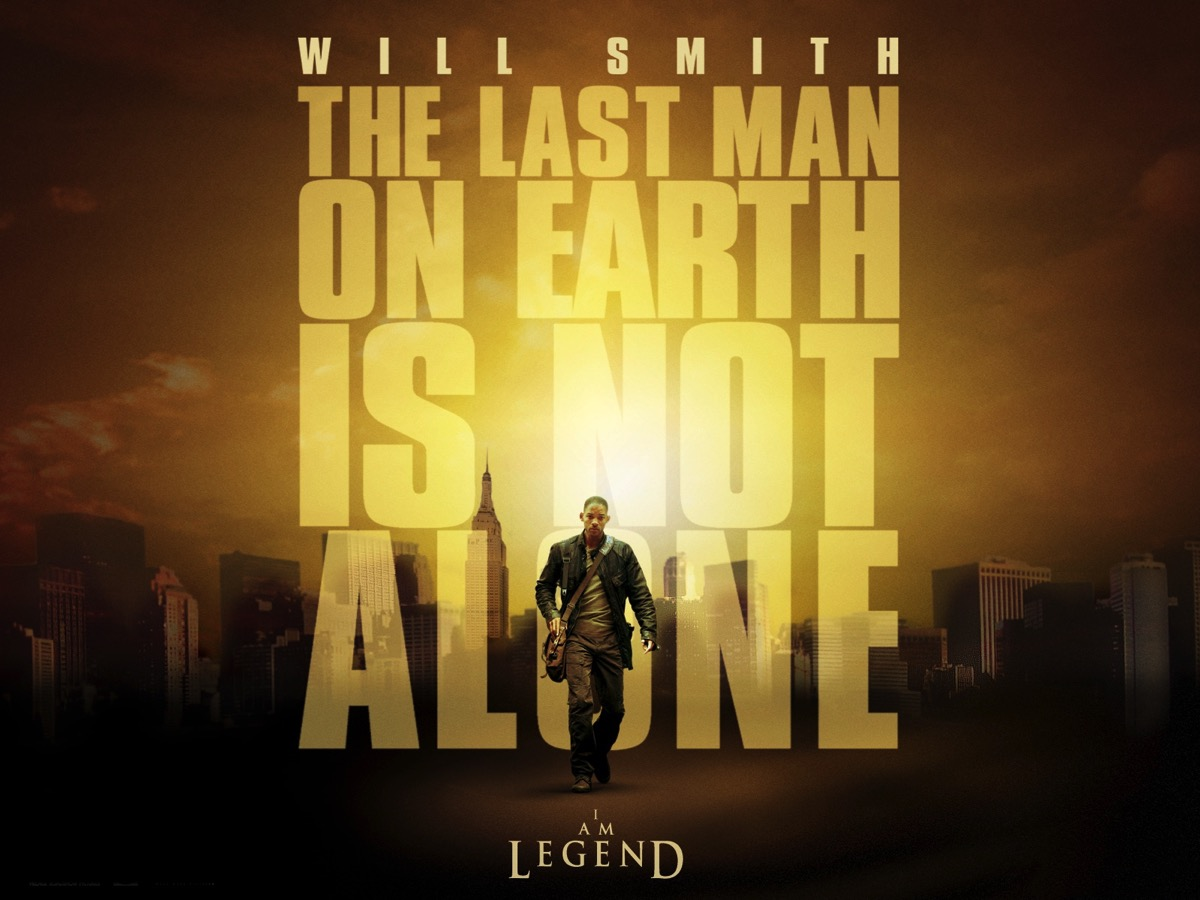 WILL SMITH
THE LAST MAN
ON EARTH
IS NOT
ALONE
I
AM
LEGEND